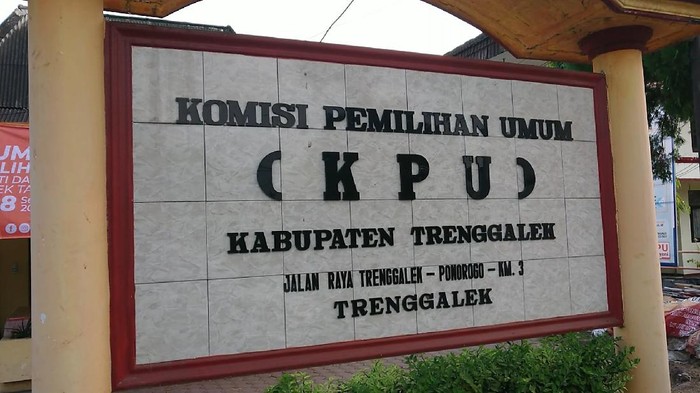 KOMISI PEMILIHAN UMUM
( K P U )
KABUPATEN TRENGGALEK
JALAN RAYA TRENGGALEK - PONOROGO - KM. 3
TRENGGALEK
KPU